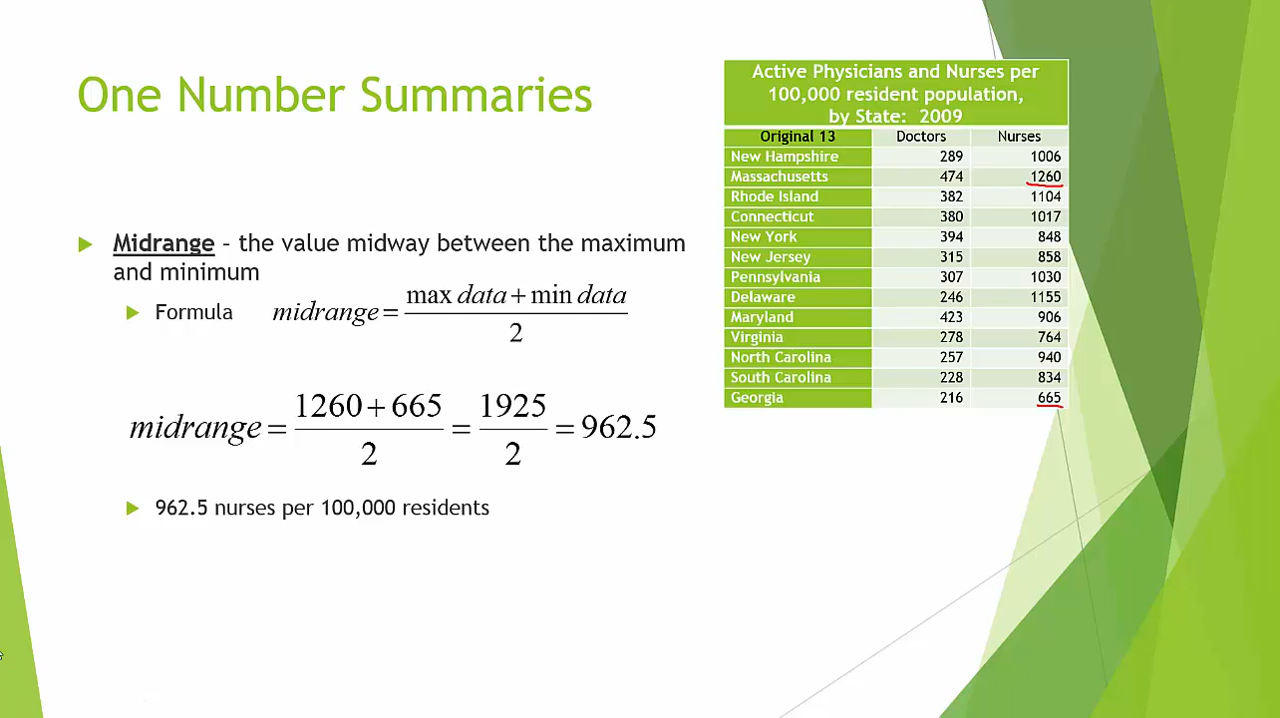 One Number Summaries
Midrange – the value midway between the maximum
and minimum
Formula midrange = max data + min data / 2
midrange = 1260 + 665 / 2 = 1925 / 2 = 962.5
962.5 nurses per 100,000 residents
Active Physicians and Nurses per
100,000 resident population,
by State: 2009
Original 13 Doctors Nurses
New Hampshire 289 1006
Massachusetts 474 1260
Rhode Island 382 1104
Connecticut 380 1017
New York 394 848
New Jersey 315 858
Pennsylvania 307 1030
Delaware 246 1155
Maryland 423 906
Virginia 278 764
North Carolina 257 940
South Carolina 228 834
Georgia 216 665